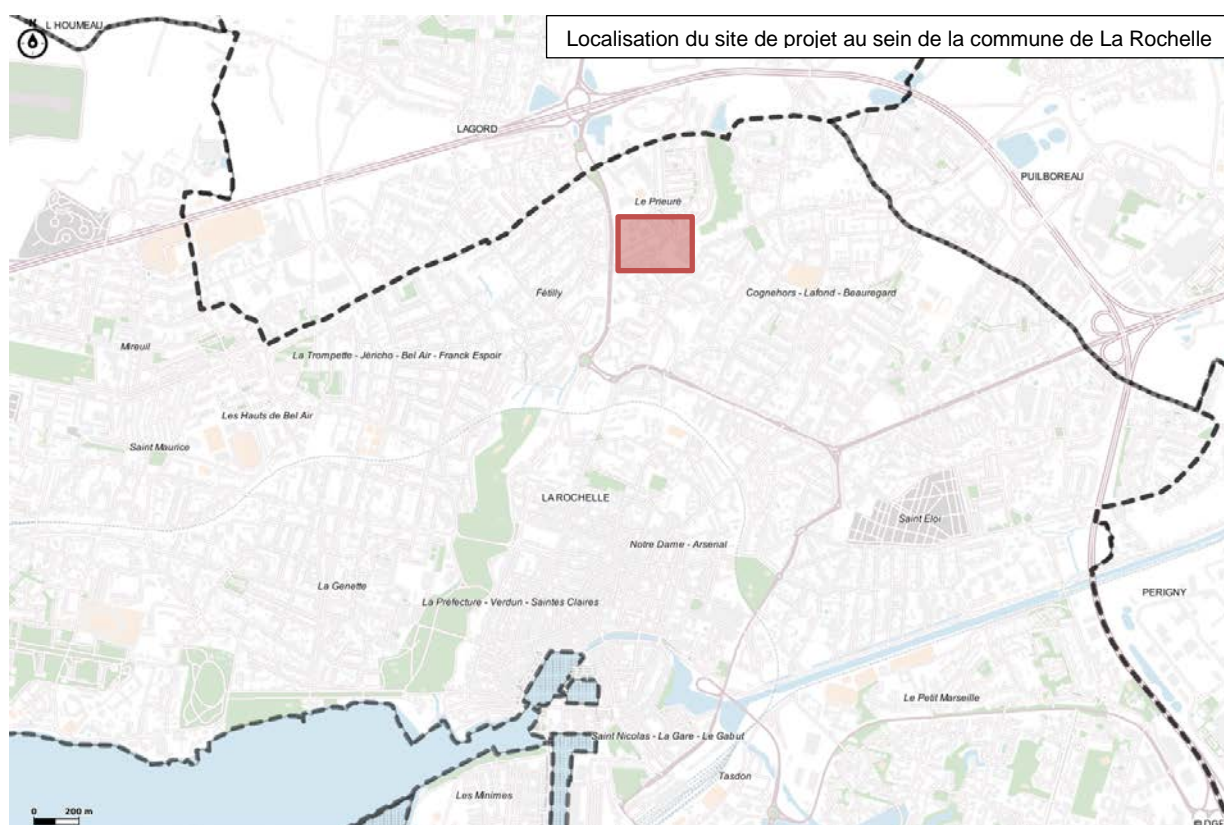 L HOUMEAU
N
Localisation du site de projet au sein de la commune de La Rochelle
LAGORD
PUILBOREAU
Le Prieuré
Fétilly
Cognehors - Lafond - Beauregard
Mireuil
La Trompette - Jéricho - Bel Air - Franck Espoir
Les Hauts de Bel Air
Saint Maurice
LA ROCHELLE
Saint Eloi
Notre Dame - Arsenal
La Genette
La Préfecture - Verdun - Saintes Claires
PERIGNY
Le Petit Marseille
Saint Nicolas - La Gare - Le Gabut
Tasdon
Les Minimes
0 200 m